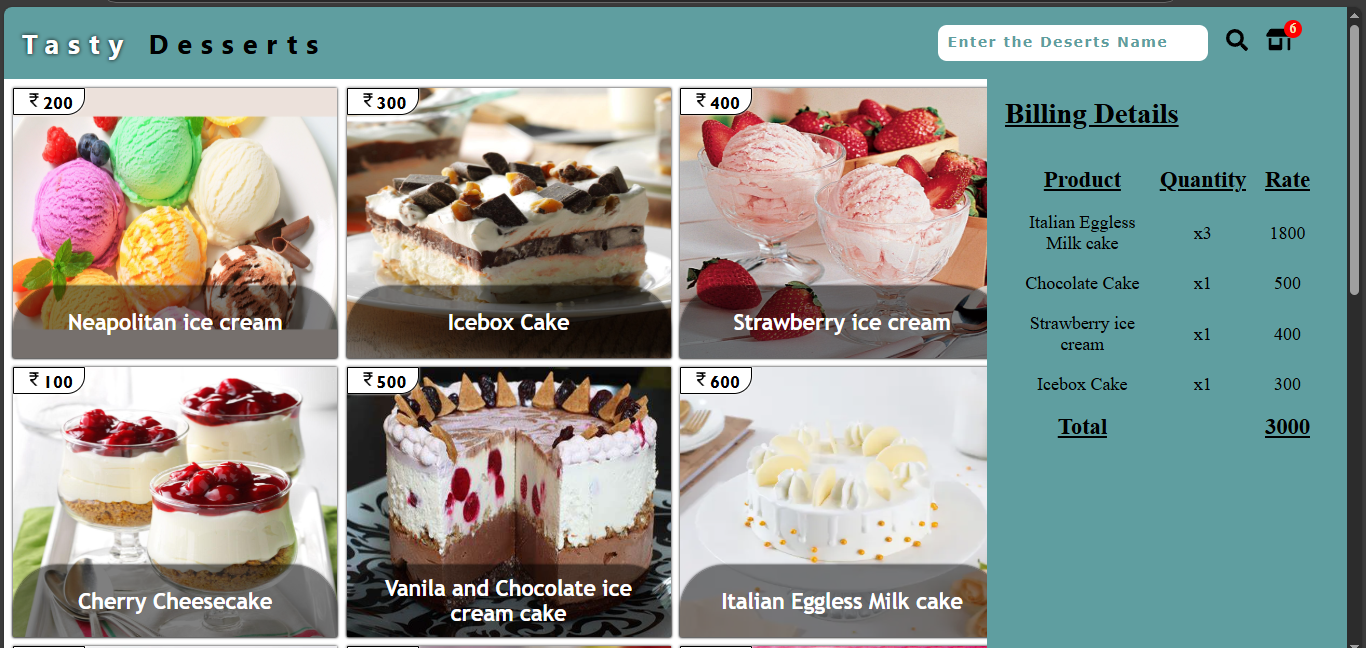 Tasty Desserts
Enter the Deserts Name
6
₹ 200
₹ 300
₹ 400
Neapolitan ice cream
Icebox Cake
Strawberry ice cream
₹ 100
₹ 500
₹ 600
Cherry Cheesecake
Vanila and Chocolate ice
cream cake
Italian Eggless Milk cake
Billing Details
Product Quantity Rate
Italian Eggless
Milk cake x3 1800
Chocolate Cake x1 500
Strawberry ice
cream x1 400
Icebox Cake x1 300
Total 3000